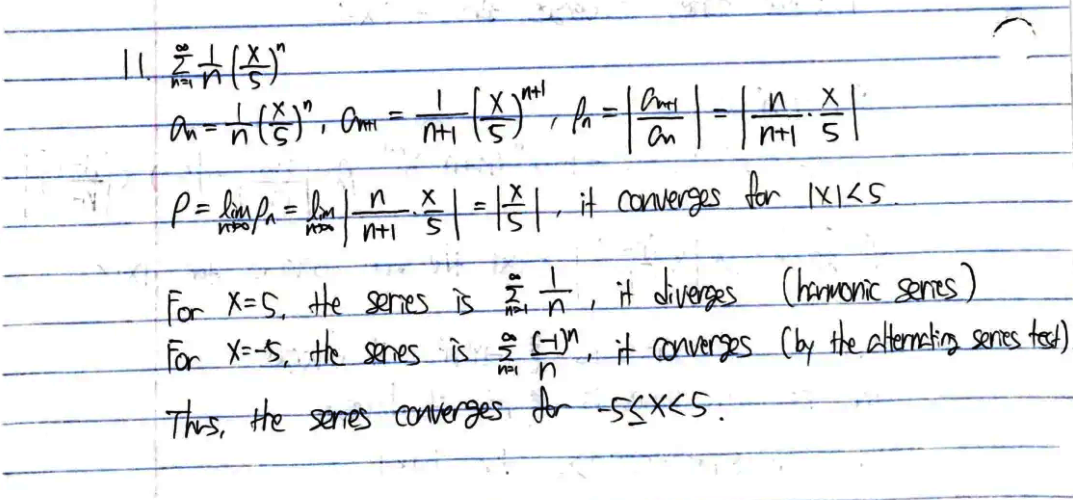 11. $\sum_{n=1}^{\infty} \frac{1}{n} \left(\frac{x}{5}\right)^n$
$a_n = \frac{1}{n}\left(\frac{x}{5}\right)^n, a_{n+1} = \frac{1}{n+1}\left(\frac{x}{5}\right)^{n+1}, \rho_n = \left|\frac{a_{n+1}}{a_n}\right| = \left|\frac{n}{n+1} \cdot \frac{x}{5}\right|$
$\rho = \lim_{n\to\infty} \rho_n = \lim_{n\to\infty} \left|\frac{n}{n+1} \cdot \frac{x}{5}\right| = \left|\frac{x}{5}\right|$, it converges for $|x|<5$.
For $x=5$, the series is $\sum_{n=1}^{\infty} \frac{1}{n}$, it diverges (harmonic series)
For $x=-5$, the series is $\sum_{n=1}^{\infty} \frac{(-1)^n}{n}$, it converges (by the alternating series test)
Thus, the series converges for $-5 \leq x < 5$.